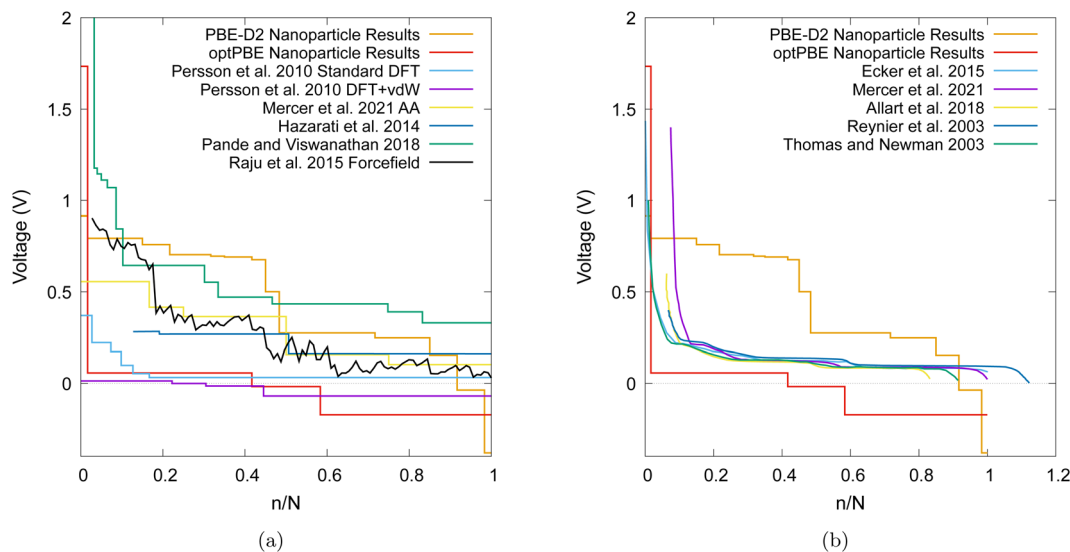 2
1.5
1
0.5
0
Voltage (V)
PBE-D2 Nanoparticle Results
optPBE Nanoparticle Results
Persson et al. 2010 Standard DFT
Persson et al. 2010 DFT+vdW
Mercer et al. 2021 AA
Hazarati et al. 2014
Pande and Viswanathan 2018
Raju et al. 2015 Forcefield
0 0.2 0.4 0.6 0.8 1
n/N
(a)
2
1.5
1
0.5
0
Voltage (V)
PBE-D2 Nanoparticle Results
optPBE Nanoparticle Results
Ecker et al. 2015
Mercer et al. 2021
Allart et al. 2018
Reynier et al. 2003
Thomas and Newman 2003
0 0.2 0.4 0.6 0.8 1 1.2
n/N
(b)